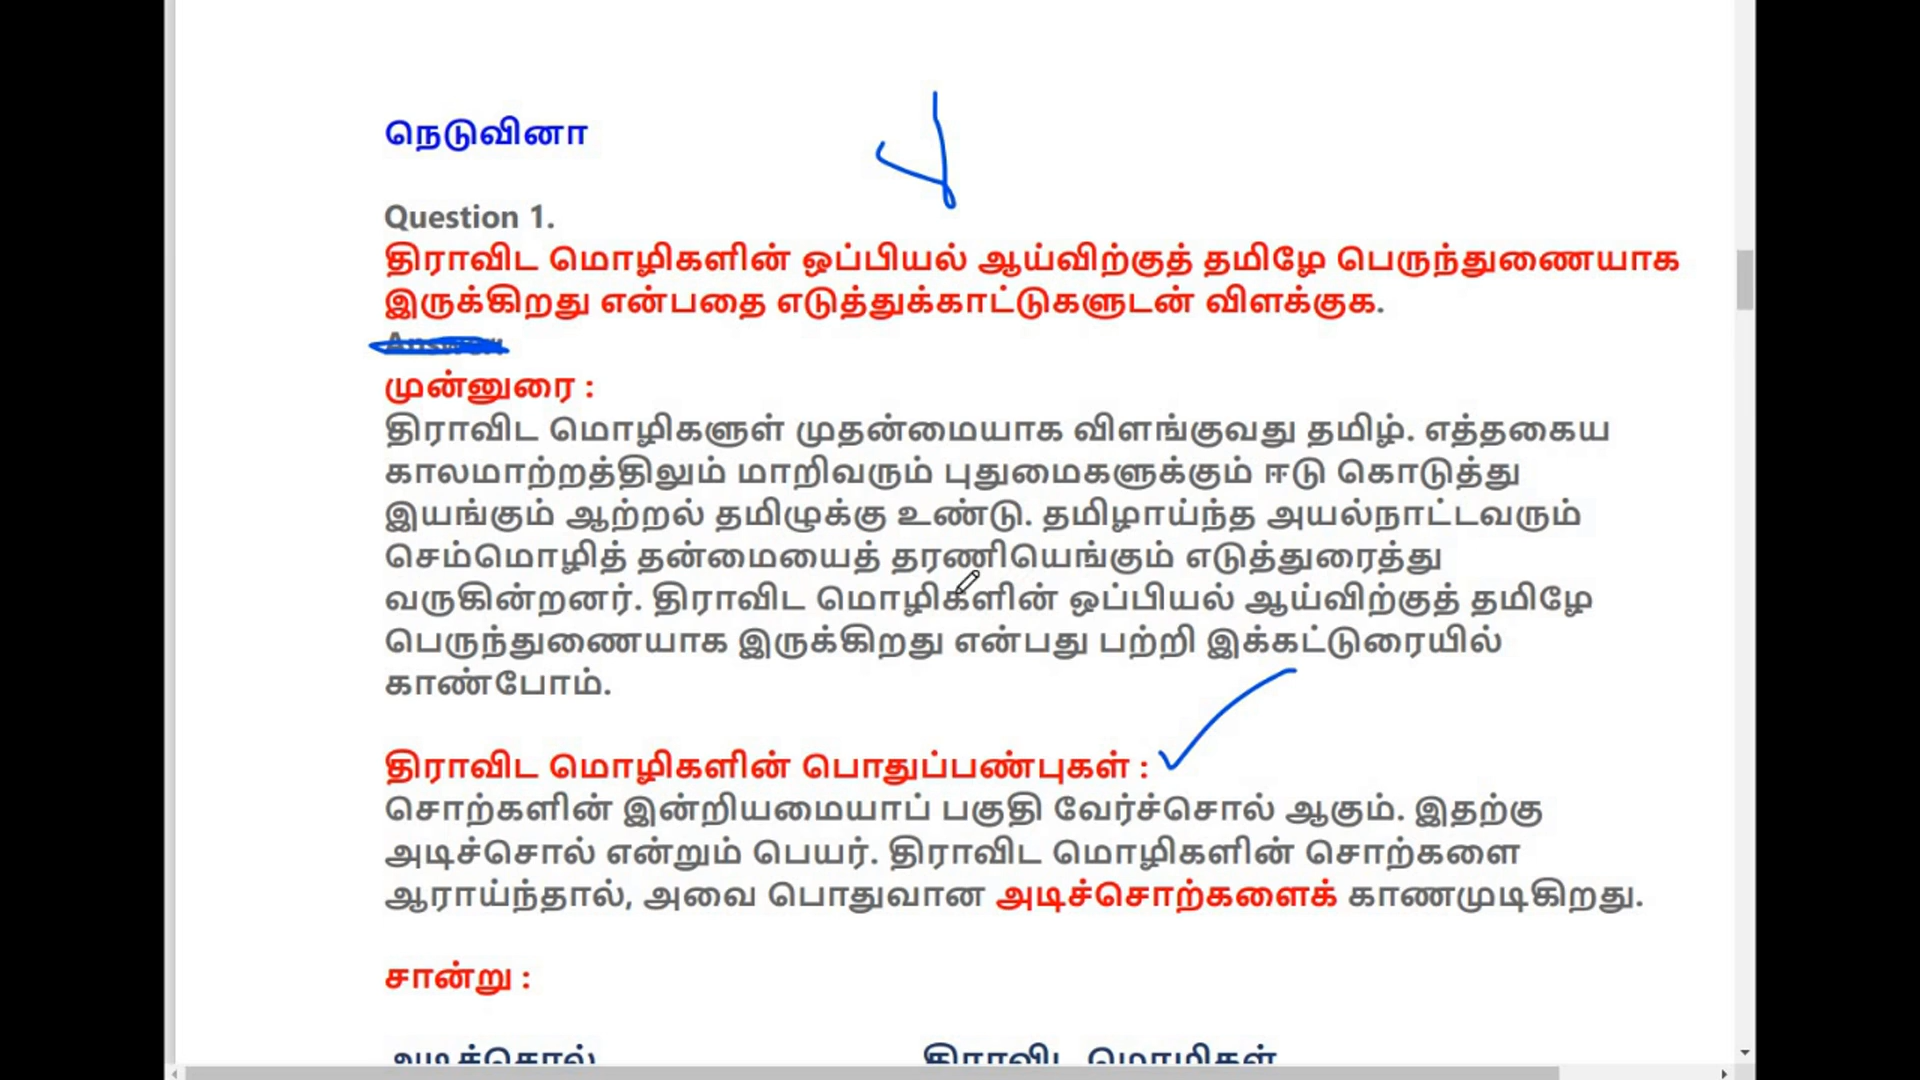 நெடுவினா
Question 1.
திராவிட மொழிகளின் ஒப்பியல் ஆய்விற்குத் தமிழே பெருந்துணையாக
இருக்கிறது என்பதை எடுத்துக்காட்டுகளுடன் விளக்குக.
முன்னுரை :
திராவிட மொழிகளுள் முதன்மையாக விளங்குவது தமிழ். எத்தகைய
காலமாற்றத்திலும் மாறிவரும் புதுமைகளுக்கும் ஈடு கொடுத்து
இயங்கும் ஆற்றல் தமிழுக்கு உண்டு. தமிழாய்ந்த அயல்நாட்டவரும்
செம்மொழித் தன்மையைத் தரணியெங்கும் எடுத்துரைத்து
வருகின்றனர். திராவிட மொழிகளின் ஒப்பியல் ஆய்விற்குத் தமிழே
பெருந்துணையாக இருக்கிறது என்பது பற்றி இக்கட்டுரையில்
காண்போம்.
திராவிட மொழிகளின் பொதுப்பண்புகள் :
சொற்களின் இன்றியமையாப் பகுதி வேர்ச்சொல் ஆகும். இதற்கு
அடிச்சொல் என்றும் பெயர். திராவிட மொழிகளின் சொற்களை
ஆராய்ந்தால், அவை பொதுவான அடிச்சொற்களைக் காணமுடிகிறது.
சான்று :
அடிச்சொல் திராவிட மொழிகள்